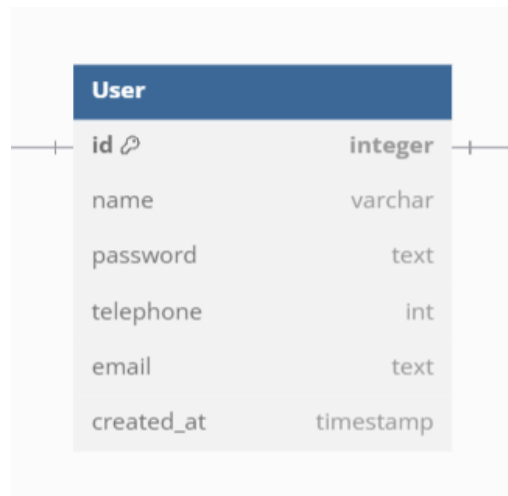 User
id integer
name varchar
password text
telephone int
email text
created_at timestamp